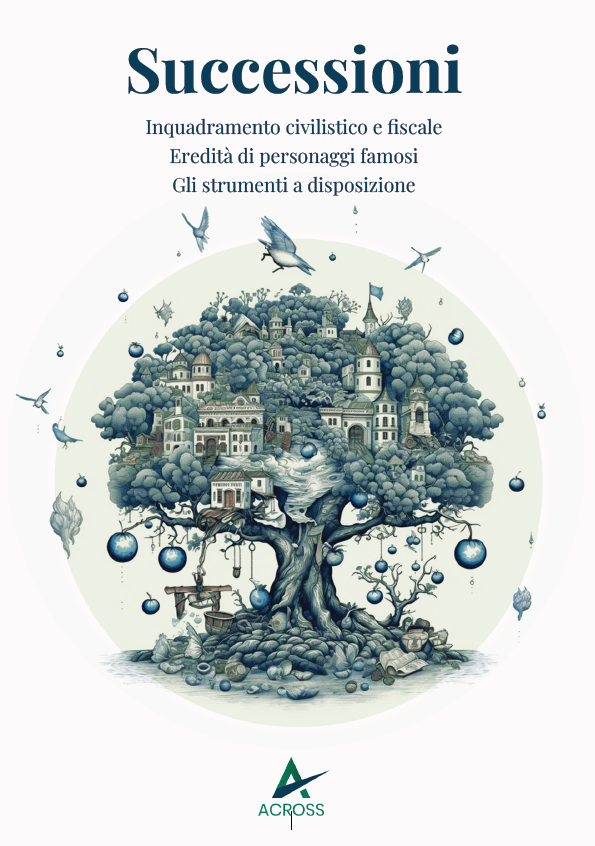 Successioni
Inquadramento civilistico e fiscale
Eredità di personaggi famosi
Gli strumenti a disposizione
ACROSS